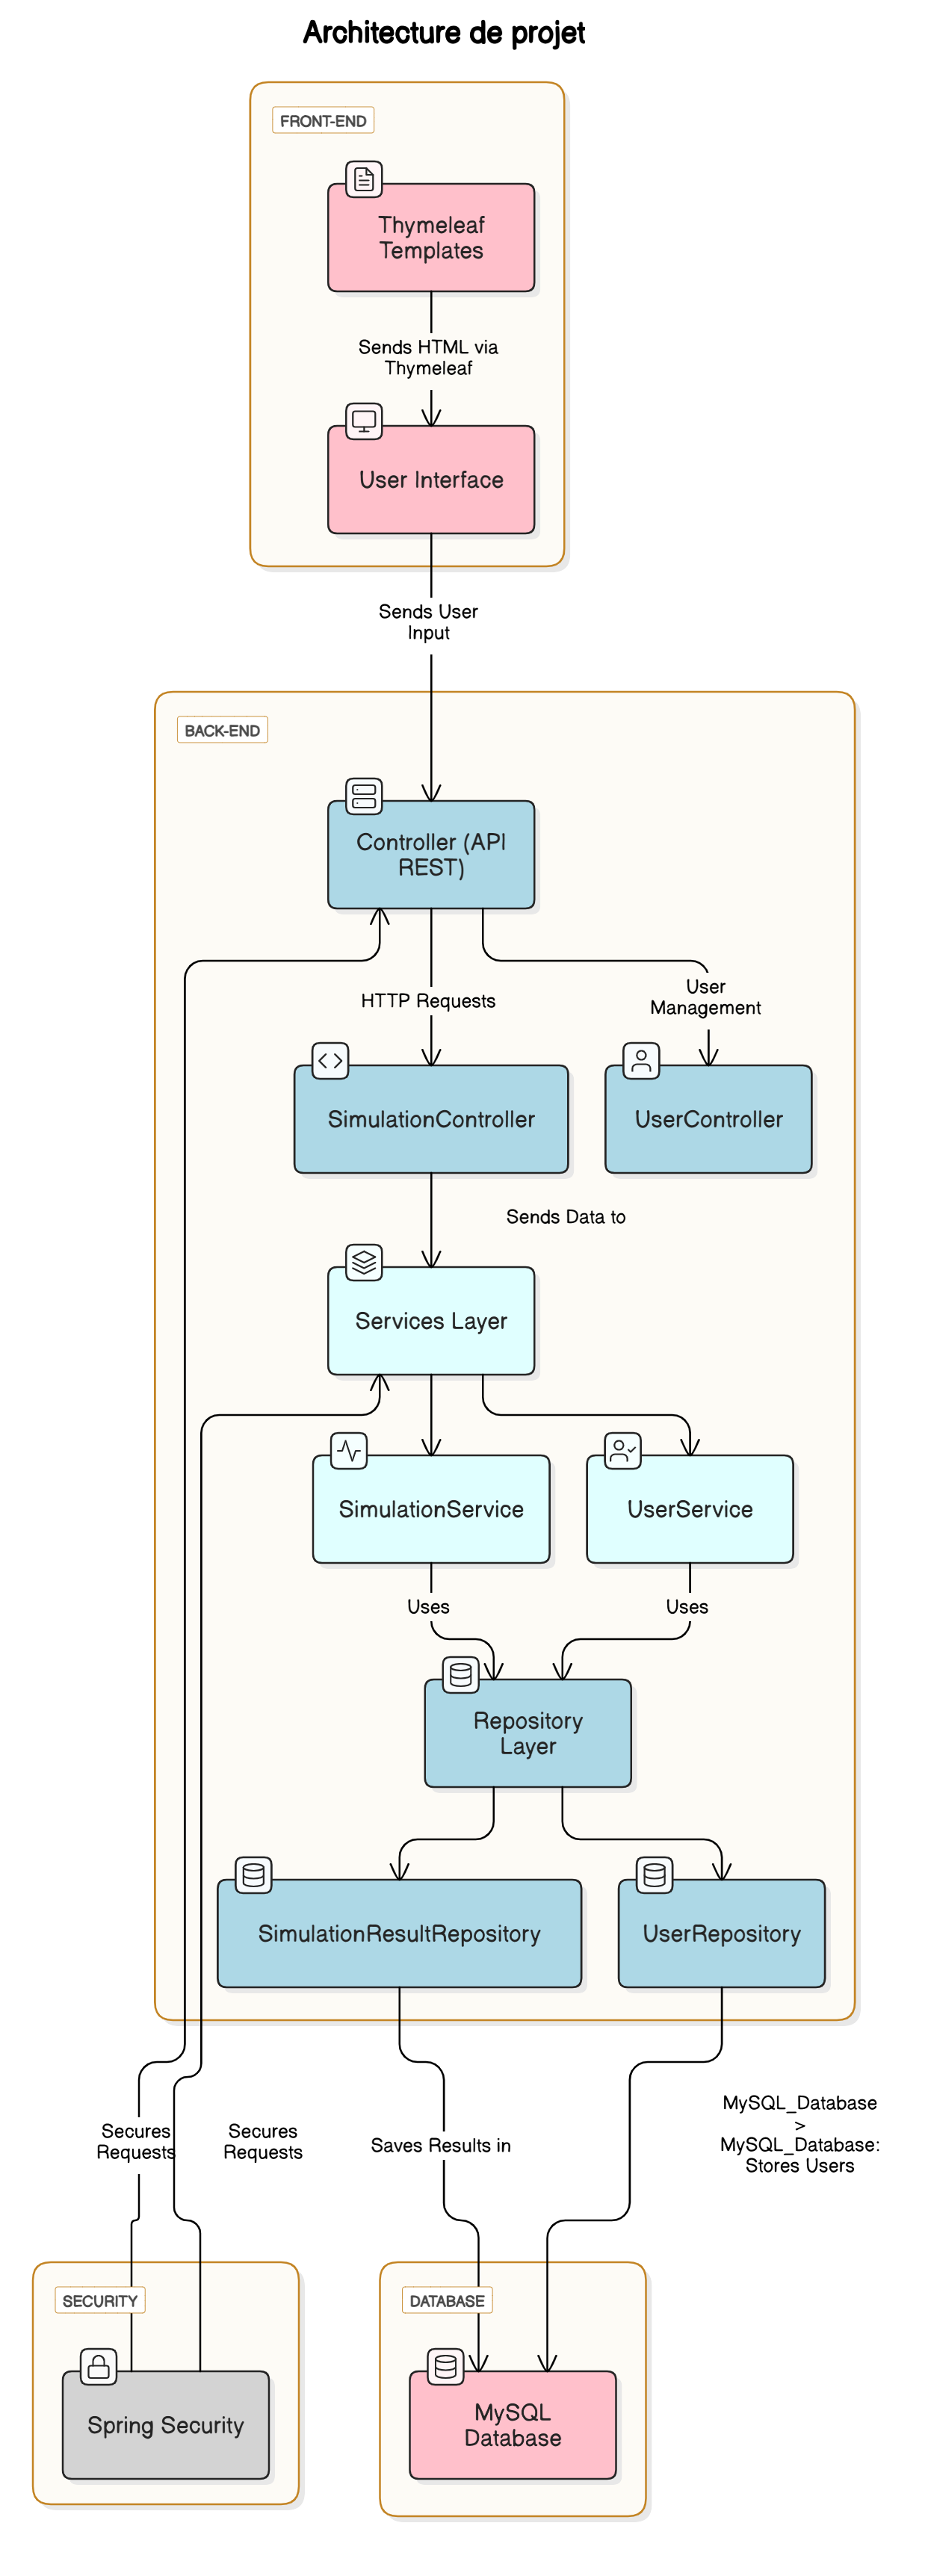 Architecture de projet
FRONT-END
Thymeleaf
Templates
Sends HTML via
Thymeleaf
User Interface
Sends User
Input
BACK-END
Controller (API
REST)
HTTP Requests
User
Management
SimulationController
UserController
Sends Data to
Services Layer
SimulationService
UserService
Uses
Uses
Repository
Layer
SimulationResultRepository
UserRepository
Secures
Requests
Secures
Requests
Saves Results in
MySQL_Database
>
MySQL_Database:
Stores Users
SECURITY
Spring Security
DATABASE
MySQL
Database